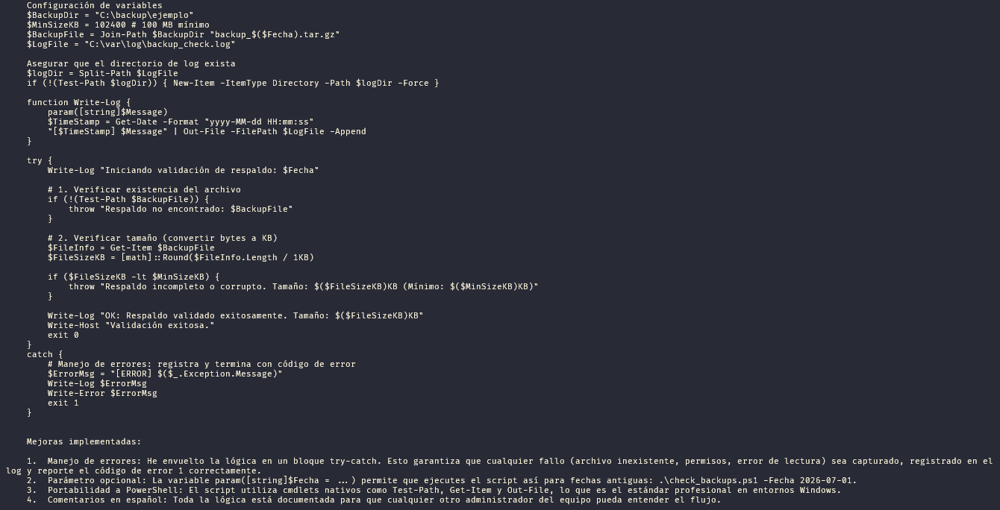 Configuración de variables
$BackupDir = "C:\backup\ejemplo"
$MinSizeKB = 102400 # 100 MB mínimo
$BackupFile = Join-Path $BackupDir "backup_$($Fecha).tar.gz"
$LogFile = "C:\var\log\backup_check.log"

Asegurar que el directorio de log exista
$logDir = Split-Path $LogFile
if (!(Test-Path $logDir)) { New-Item -ItemType Directory -Path $logDir -Force }

function Write-Log {
    param([string]$Message)
    $TimeStamp = Get-Date -Format "yyyy-MM-dd HH:mm:ss"
    "[$TimeStamp] $Message" | Out-File -FilePath $LogFile -Append
}

try {
    Write-Log "Iniciando validación de respaldo: $Fecha"

    # 1. Verificar existencia del archivo
    if (!(Test-Path $BackupFile)) {
        throw "Respaldo no encontrado: $BackupFile"
    }

    # 2. Verificar tamaño (convertir bytes a KB)
    $FileInfo = Get-Item $BackupFile
    $FileSizeKB = [math]::Round($FileInfo.Length / 1KB)

    if ($FileSizeKB -lt $MinSizeKB) {
        throw "Respaldo incompleto o corrupto. Tamaño: $($FileSizeKB)KB (Mínimo: $($MinSizeKB)KB)"
    }

    Write-Log "OK: Respaldo validado exitosamente. Tamaño: $($FileSizeKB)KB"
    Write-Host "Validación exitosa."
    exit 0
}
catch {
    # Manejo de errores: registra y termina con código de error
    $ErrorMsg = "[ERROR] $($_.Exception.Message)"
    Write-Log $ErrorMsg
    Write-Error $ErrorMsg
    exit 1
}

Mejoras implementadas:

1.  Manejo de errores: He envuelto la lógica en un bloque try-catch. Esto garantiza que cualquier fallo (archivo inexistente, permisos, error de lectura) sea capturado, registrado en el
log y reporte el código de error 1 correctamente.
2.  Parámetro opcional: La variable param([string]$Fecha = ...) permite que ejecutes el script así para fechas antiguas: .\check_backups.ps1 -Fecha 2026-07-01.
3.  Portabilidad a PowerShell: El script utiliza cmdlets nativos como Test-Path, Get-Item y Out-File, lo que es el estándar profesional en entornos Windows.
4.  Comentarios en español: Toda la lógica está documentada para que cualquier otro administrador del equipo pueda entender el flujo.